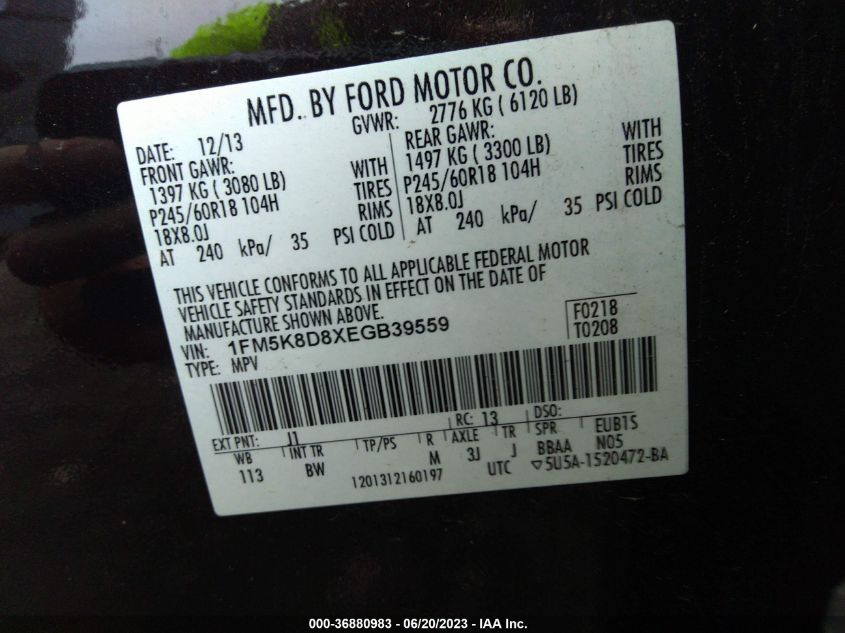 MFD. BY FORD MOTOR CO.
DATE: 12/13 GVWR: 2776 KG ( 6120 LB)
FRONT GAWR: REAR GAWR:
1397 KG ( 3080 LB) WITH 1497 KG ( 3300 LB) WITH
P245/60R18 104H TIRES P245/60R18 104H TIRES
18X8.0J RIMS 18X8.0J RIMS
AT 240 kPa/ 35 PSI COLD AT 240 kPa/ 35 PSI COLD
THIS VEHICLE CONFORMS TO ALL APPLICABLE FEDERAL MOTOR
VEHICLE SAFETY STANDARDS IN EFFECT ON THE DATE OF
MANUFACTURE SHOWN ABOVE.
VIN: 1FM5K8D8XEGB39559 F0218
TYPE: MPV T0208
EXT PNT: J1 RC: 13 DSO:
WB INT TR TP/PS R AXLE TR SPR EUB1S
113 BW M 3J J BBAA N05
1201312160197 UTC ▽5U5A-1520472-BA
000-36880983 - 06/20/2023 - IAA Inc.